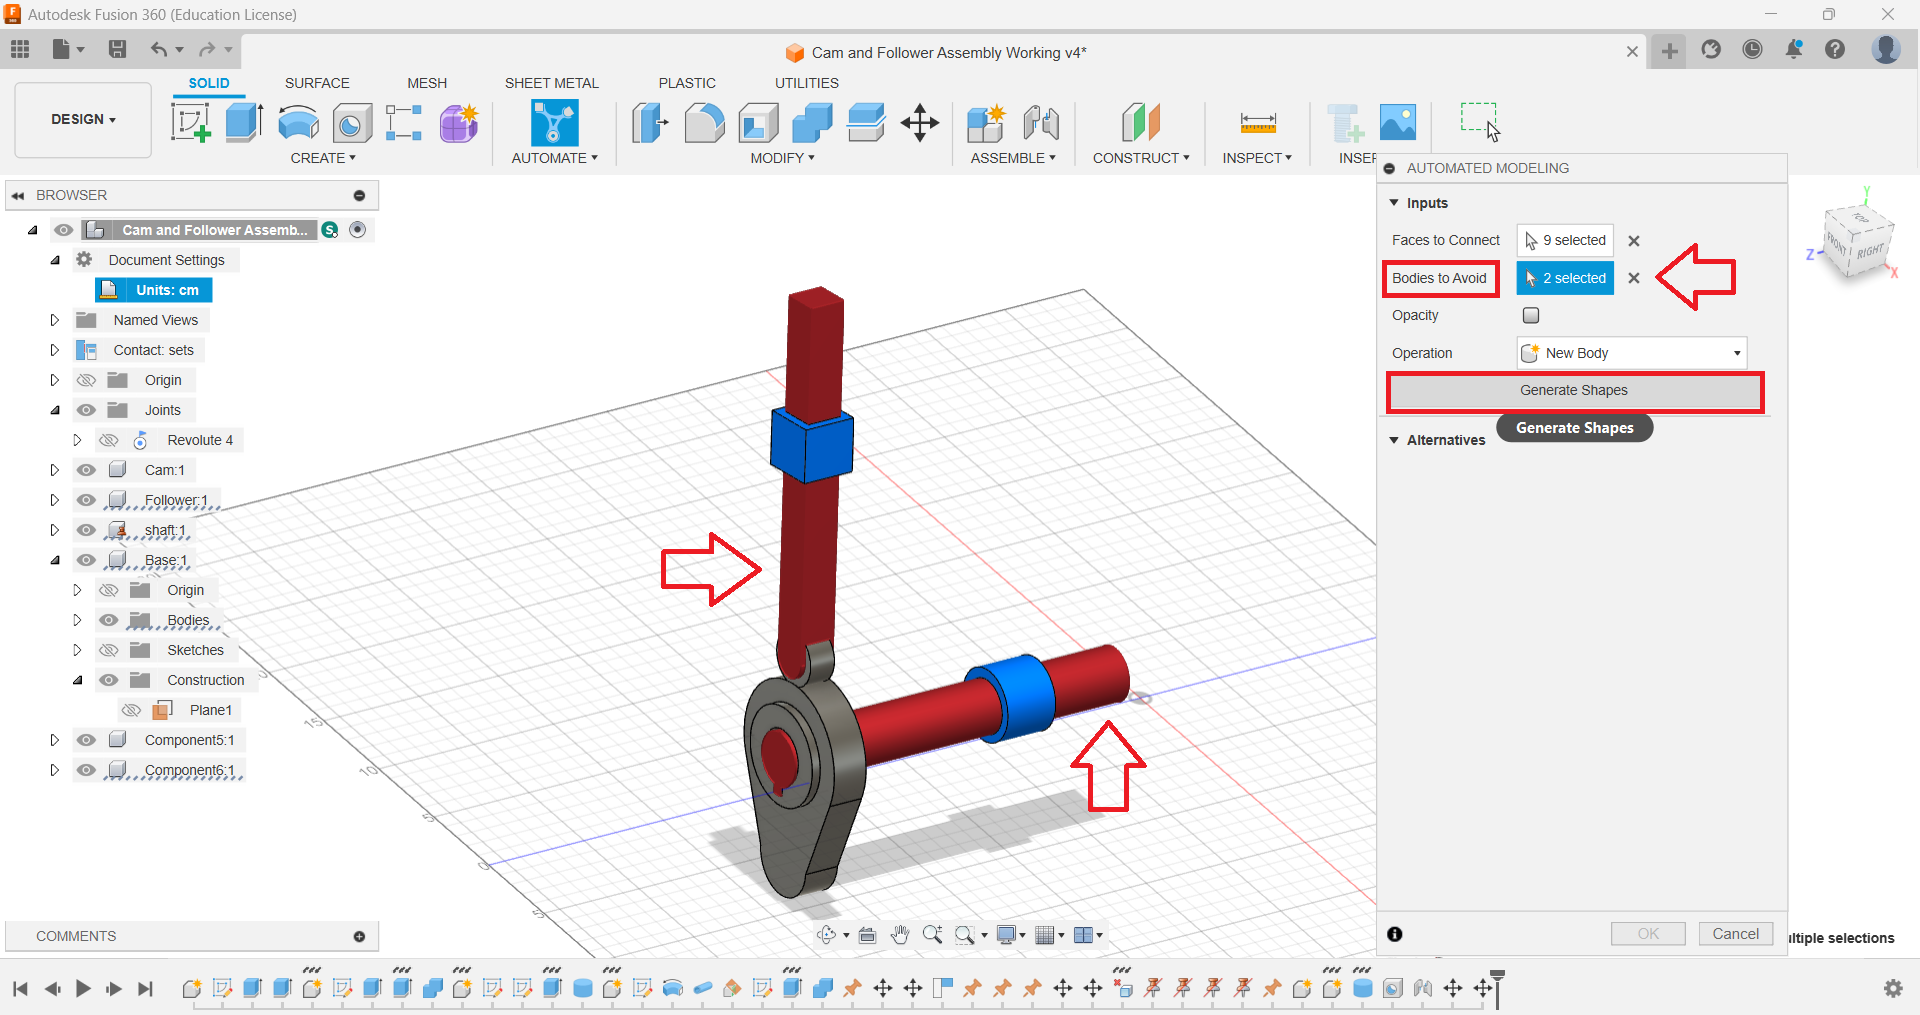 Autodesk Fusion 360 (Education License)
Cam and Follower Assembly Working v4*
SOLID SURFACE MESH SHEET METAL PLASTIC UTILITIES
DESIGN
CREATE AUTOMATE MODIFY ASSEMBLE CONSTRUCT INSPECT INSER
BROWSER
Cam and Follower Assemb... S
Document Settings
Units: cm
Named Views
Contact: sets
Origin
Joints
Revolute 4
Cam:1
Follower:1
shaft:1
Base:1
Origin
Bodies
Sketches
Construction
Plane1
Component5:1
Component6:1
COMMENTS
15
10
5
0
5
AUTOMATED MODELING
Inputs
Faces to Connect 9 selected
Bodies to Avoid 2 selected
Opacity
Operation New Body
Generate Shapes
Generate Shapes
Alternatives
OK Cancel
ltiple selections
Y
TOP
FRONT RIGHT
Z X